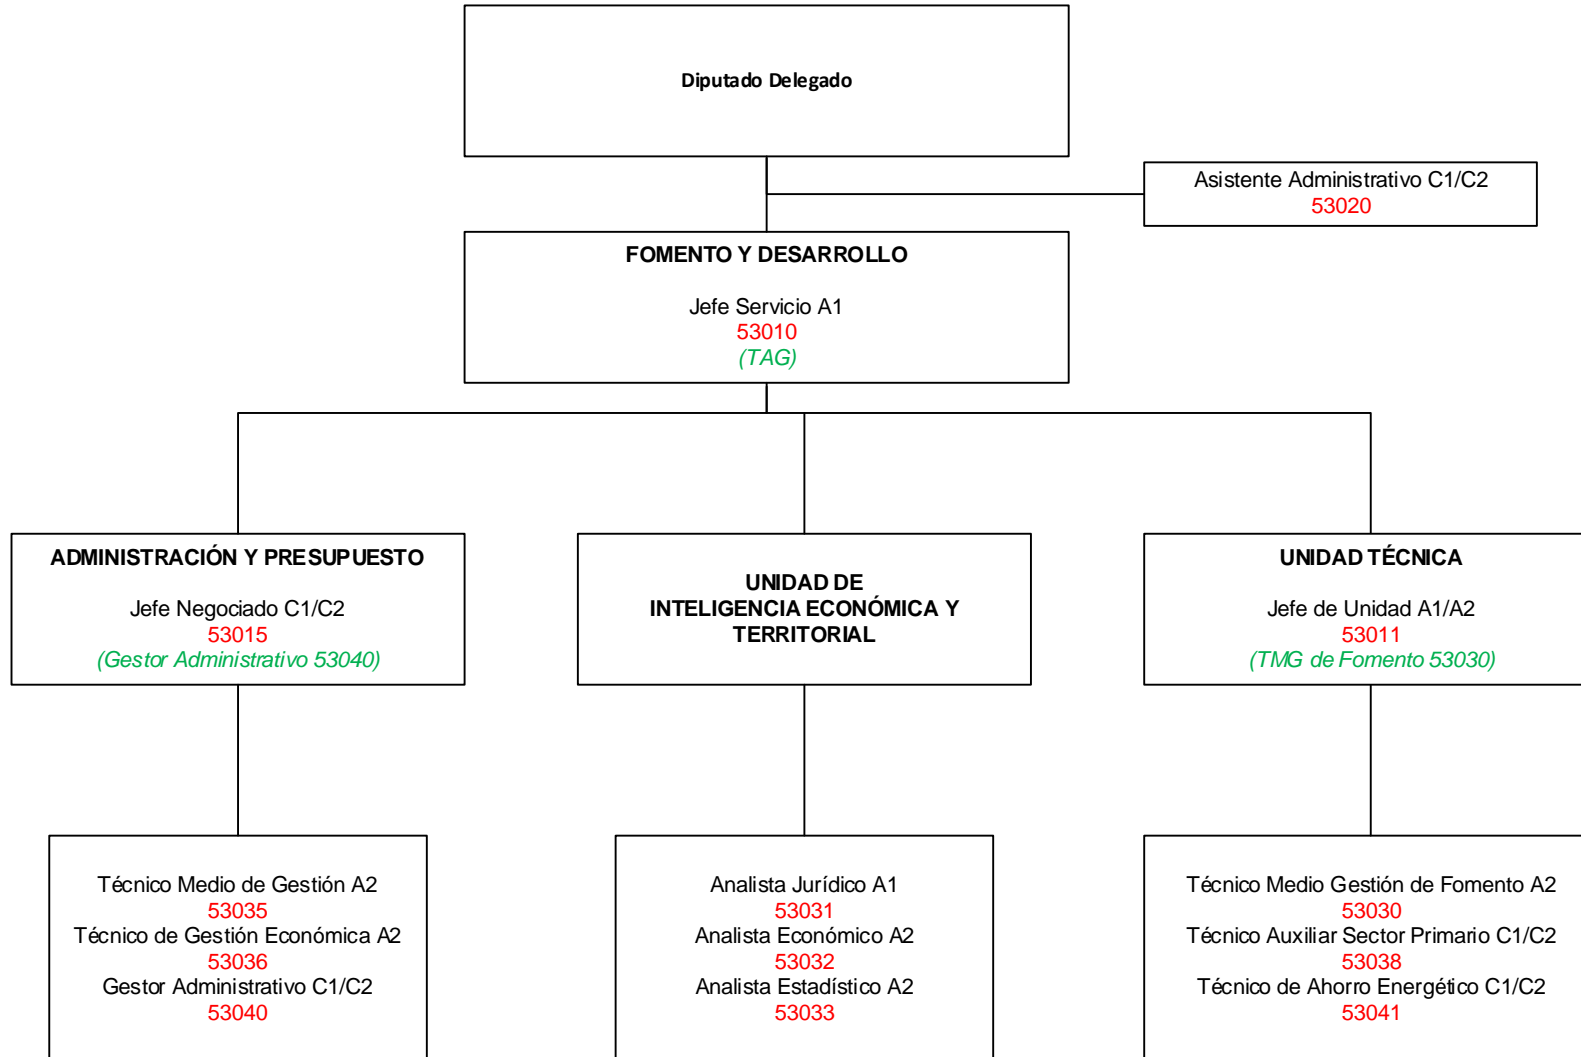 Diputado Delegado
Asistente Administrativo C1/C2
53020
FOMENTO Y DESARROLLO
Jefe Servicio A1
53010
(TAG)
ADMINISTRACIÓN Y PRESUPUESTO
Jefe Negociado C1/C2
53015
(Gestor Administrativo 53040)
UNIDAD DE
INTELIGENCIA ECONÓMICA Y
TERRITORIAL
UNIDAD TÉCNICA
Jefe de Unidad A1/A2
53011
(TMG de Fomento 53030)
Técnico Medio de Gestión A2
53035
Técnico de Gestión Económica A2
53036
Gestor Administrativo C1/C2
53040
Analista Jurídico A1
53031
Analista Económico A2
53032
Analista Estadístico A2
53033
Técnico Medio Gestión de Fomento A2
53030
Técnico Auxiliar Sector Primario C1/C2
53038
Técnico de Ahorro Energético C1/C2
53041